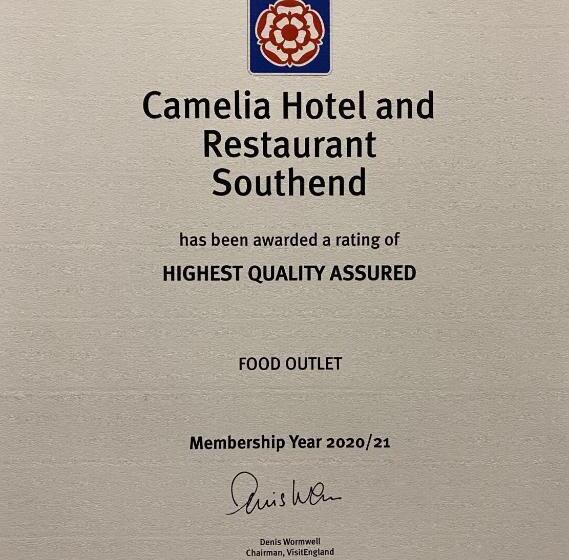 Camelia Hotel and
Restaurant
Southend
has been awarded a rating of
HIGHEST QUALITY ASSURED
FOOD OUTLET
Membership Year 2020/21
Denis Wormwell
Chairman, VisitEngland